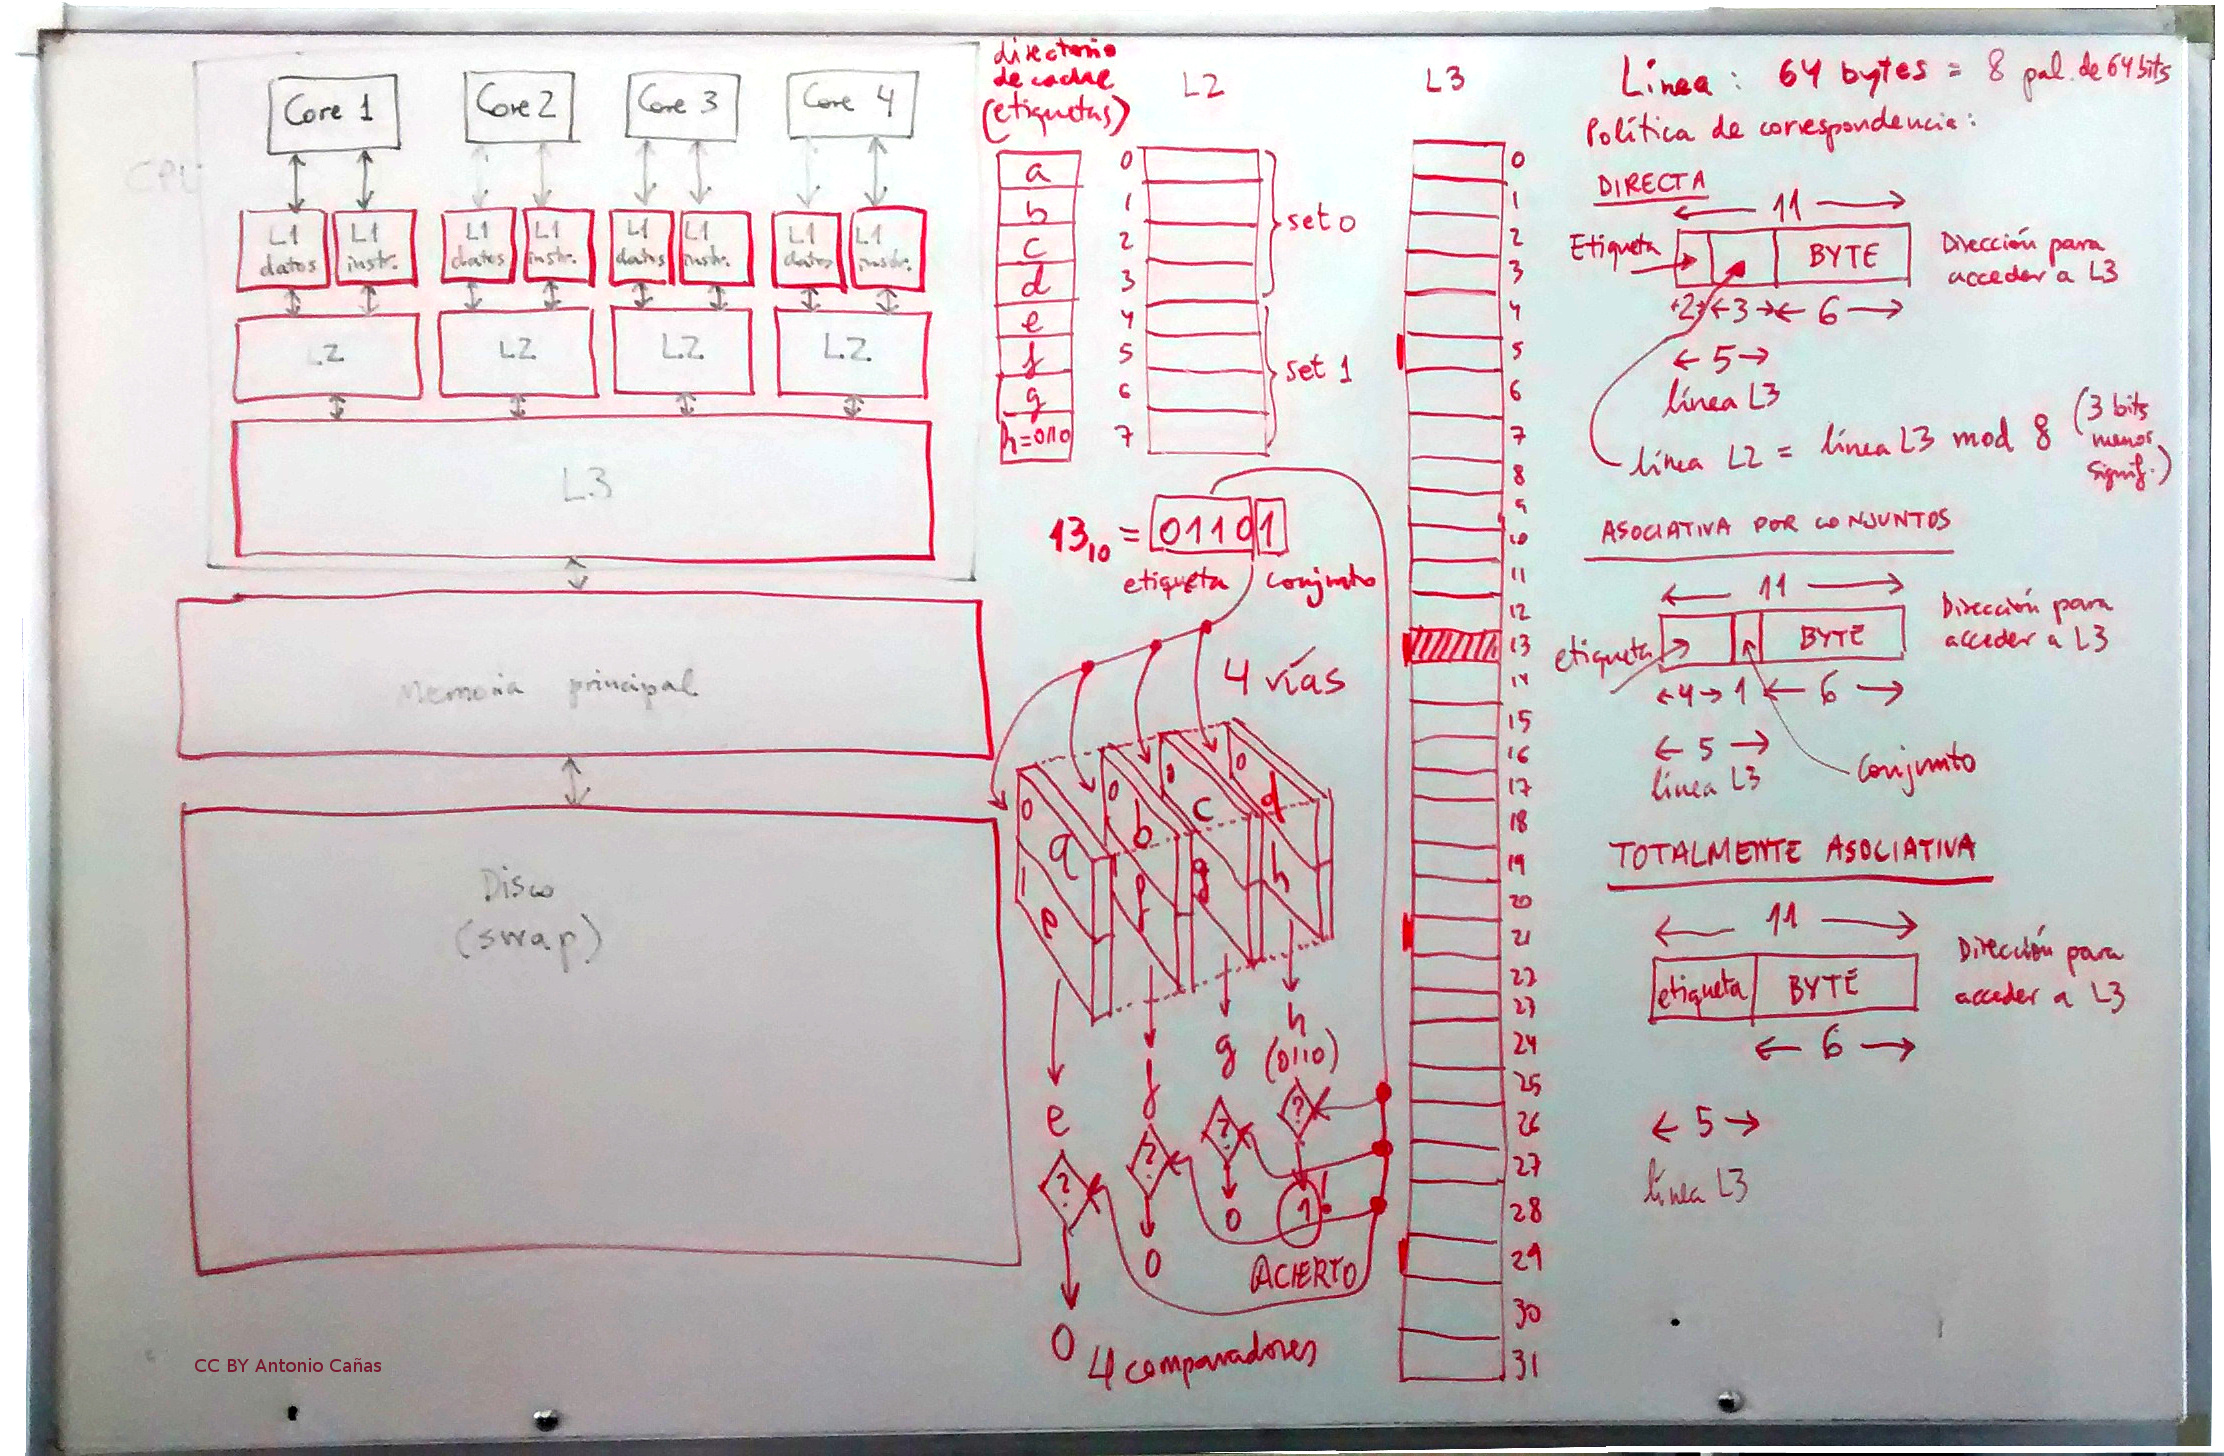 CPU
Core 1
Core 2
Core 3
Core 4
L1 datos
L1 instr.
L1 datos
L1 instr.
L1 datos
L1 instr.
L1 datos
L1 instr.
L2
L2
L2
L2
L3
Memoria principal
Disco
(swap)
CC BY Antonio Cañas
directorio
de cache
(etiquetas)
a
b
c
d
e
f
g
h=0110
L2
0
1
2
3
4
5
6
7
set 0
set 1
13₁₀ = 01101
etiqueta conjunto
4 vías
0 0 0 0
a b c d
1
e f g h
e
f
g
h
(0110)
? ? ? ?
0 0 0 1!
ACIERTO
4 comparadores
L3
0
1
2
3
4
5
6
7
8
9
10
11
12
13
14
15
16
17
18
19
20
21
22
23
24
25
26
27
28
29
30
31
Línea: 64 bytes = 8 pal. de 64 bits
Política de correspondencia:
DIRECTA
← 11 →
Etiqueta
BYTE
Dirección para
acceder a L3
←2→ ←3→ ← 6 →
← 5 →
línea L3
línea L2 = línea L3 mod 8 (3 bits
menor
signif.)
ASOCIATIVA POR CONJUNTOS
← 11 →
etiqueta
BYTE
Dirección para
acceder a L3
←4→ 1 ← 6 →
← 5 →
línea L3
Conjunto
TOTALMENTE ASOCIATIVA
← 11 →
etiqueta BYTE
Dirección para
acceder a L3
← 6 →
← 5 →
línea L3